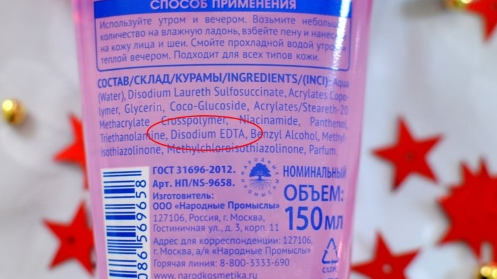 СПОСОБ ПРИМЕНЕНИЯ
Используйте утром и вечером. Возьмите небольшое
количество на влажную ладонь, взбейте пену и нанесите
на кожу лица и шеи. Смойте прохладной водой утром
теплой вечером. Подходит для всех типов кожи.
СОСТАВ/СКЛАД/КУРАМЫ/INGREDIENTS/(INCI): Aqua
(Water), Disodium Laureth Sulfosuccinate, Acrylates Copo-
lymer, Glycerin, Coco-Glucoside, Acrylates/Steareth-20
Methacrylate Crosspolymer, Niacinamide, Panthenol,
Triethanolamine, Disodium EDTA, Benzyl Alcohol, Methyl-
isothiazolinone, Methylchloroisothiazolinone, Parfum.
ГОСТ 31696-2012.
Арт. НП/NS-9658.
Изготовитель:
ООО «Народные Промыслы»
127106, Россия, г. Москва,
Гостиничная ул., д. 3, корп. 11
Адрес для корреспонденции:
127106, г. Москва, а/я «Народные Промыслы»
Горячая линия: 8-800-3333-690
www.narodkosmetika.ru
НОМИНАЛЬНЫЙ
ОБЪЕМ:
150МЛ